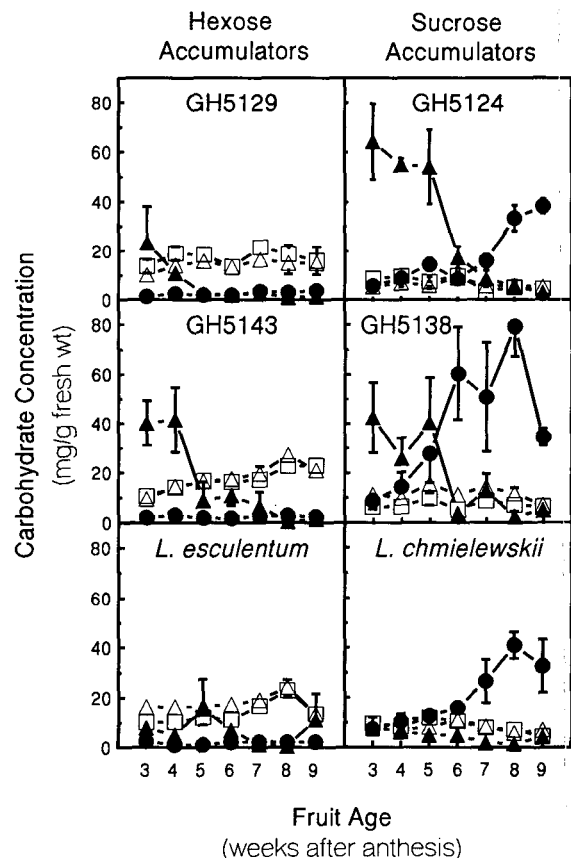 Hexose Accumulators
Sucrose Accumulators
Carbohydrate Concentration
(mg/g fresh wt)
GH5129
GH5124
80
60
40
20
0
GH5143
GH5138
80
60
40
20
0
L. esculentum
L. chmielewskii
80
60
40
20
0
3 4 5 6 7 8 9
3 4 5 6 7 8 9
Fruit Age
(weeks after anthesis)